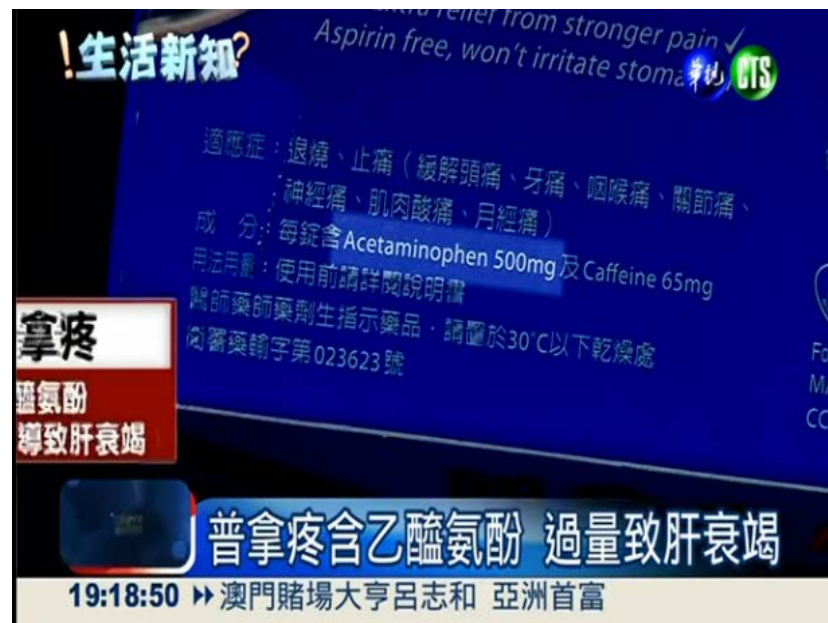 !生活新知?
relief from stronger pain ✓
Aspirin free, won't irritate
華視 CTS
適應症：退燒、止痛（緩解頭痛、牙痛、咽喉痛、關節痛、
神經痛、肌肉酸痛、月經痛）
成 分：每錠含Acetaminophen 500mg及Caffeine 65mg
用法用量：使用前請詳閱說明書
醫師藥師藥劑生指示藥品．請置於30°C以下乾燥處
衛署藥輸字第023623號
拿疼
醯氨酚
導致肝衰竭
普拿疼含乙醯氨酚 過量致肝衰竭
19:18:50 澳門賭場大亨呂志和 亞洲首富